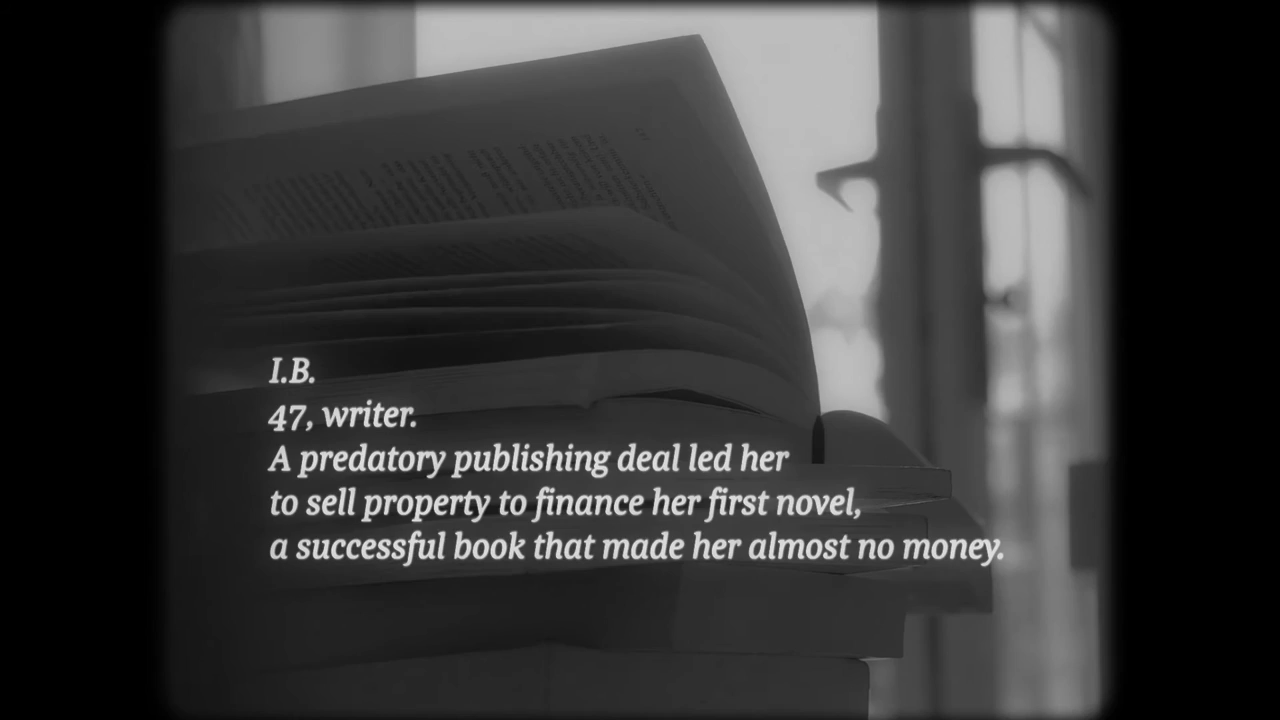 I.B.
47, writer.
A predatory publishing deal led her
to sell property to finance her first novel,
a successful book that made her almost no money.